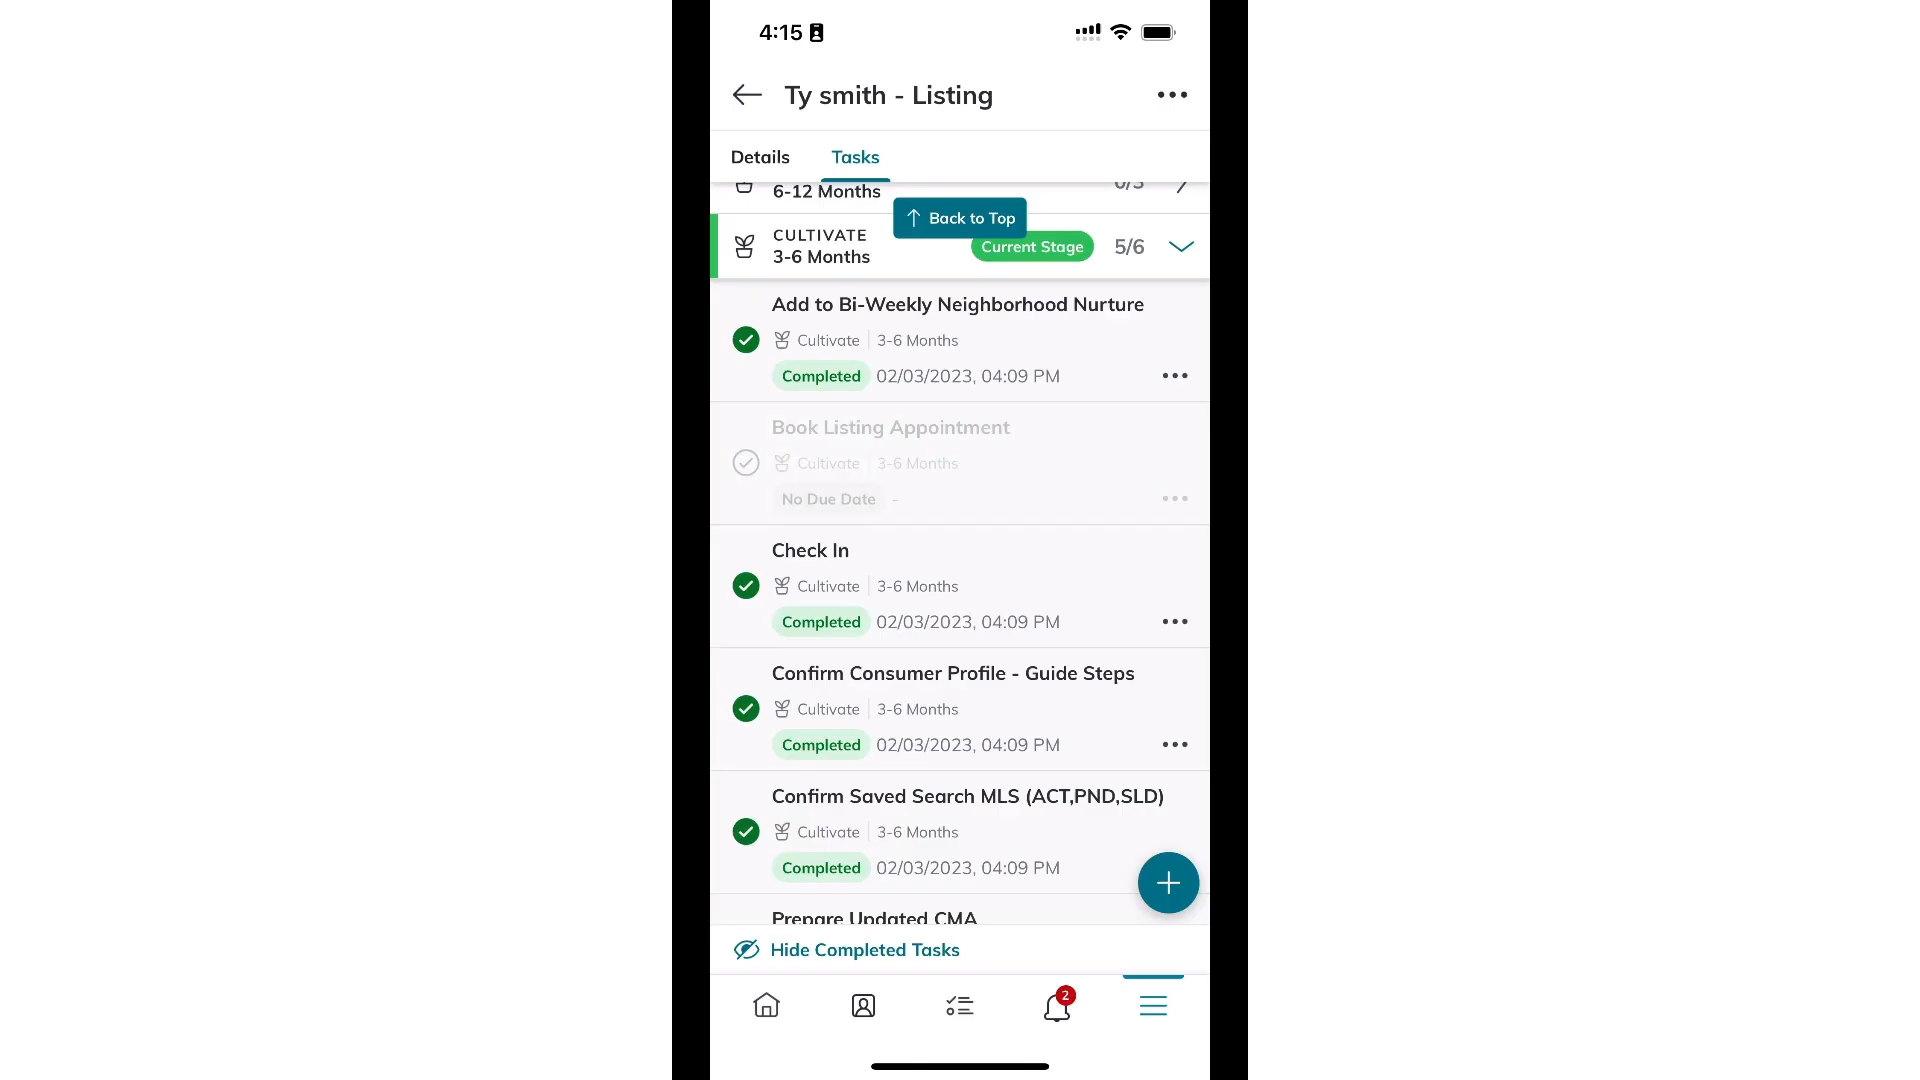 4:15
Ty smith - Listing
Details
Tasks
6-12 Months
Back to Top
CULTIVATE
3-6 Months
Current Stage
5/6
Add to Bi-Weekly Neighborhood Nurture
Cultivate 3-6 Months
Completed 02/03/2023, 04:09 PM
Book Listing Appointment
Cultivate 3-6 Months
No Due Date -
Check In
Cultivate 3-6 Months
Completed 02/03/2023, 04:09 PM
Confirm Consumer Profile - Guide Steps
Cultivate 3-6 Months
Completed 02/03/2023, 04:09 PM
Confirm Saved Search MLS (ACT,PND,SLD)
Cultivate 3-6 Months
Completed 02/03/2023, 04:09 PM
Prepare Updated CMA
Hide Completed Tasks
2